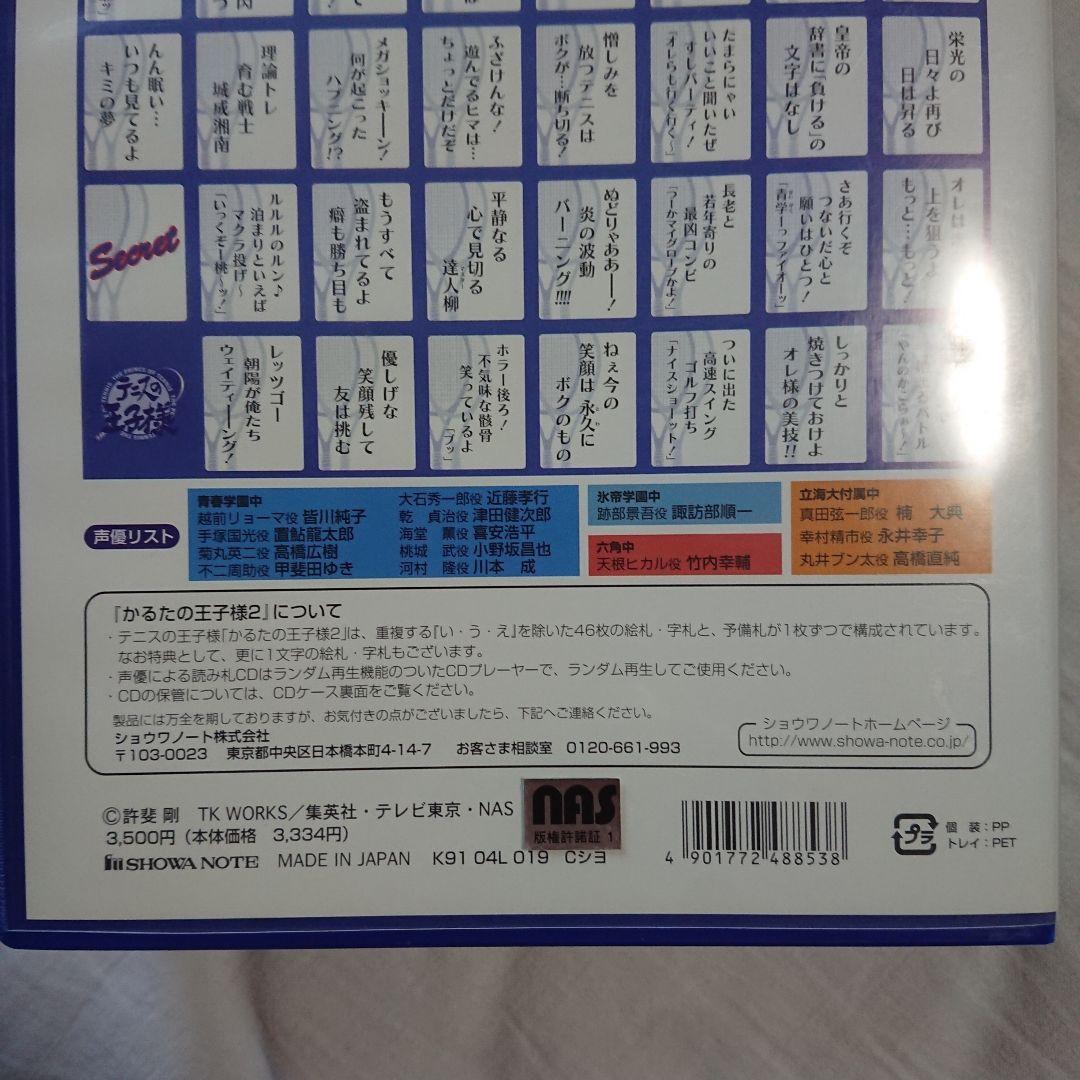 栄光の
日々よ再び
日は昇る
皇帝の
辞書に「負ける」の
文字はなし
たまらにゃい
いいこと聞いたぜ
すしパーティ!
「オレらも行く行く〜」
憎しみを
放つテニスは
ボクが…断ち切る!
ふざけんな!
遊んでるヒマは…
ちょっとだけだぞ
メガショッキーーン!
何が起こった
ハプニング!?
理論トレ
育む戦士
城成湘南
んん眠い…
いつも見てるよ
キミの夢
オレは
上を狙うよ
もっと…もっと!
さあ行くぞ
つないだ心と
願いはひとつ!
「青学ーっファイオーッ」
長老と
若年寄りの
最凶コンビ
「つーかマイグローブかよ!」
ぬどりゃああーー!
炎の波動
バーニング!!!!
平静なる
心で見切る
達人柳
もうすべて
盗まれてるよ
癖も勝ち目も
ルルルのルン♪
泊まりといえば
マクラ投げ〜
「いっくぞー桃〜ッ!」
Secret
しっかりと
焼きつけておけよ
オレ様の美技!!
ついに出た
高速スイング
ゴルフ打ち
「ナイスショーット!」
ねぇ今の
笑顔は永久に
ボクのもの
ホラー後ろ!
不気味な骸骨
笑っているよ
「フッ」
優しげな
笑顔残して
友は挑む
レッツゴー
朝陽が俺たち
ウェイティーーング!
テニスの
王子様
声優リスト
青春学園中
越前リョーマ役 皆川純子
手塚国光役 置鮎龍太郎
菊丸英二役 高橋広樹
不二周助役 甲斐田ゆき
大石秀一郎役 近藤孝行
乾 貞治役 津田健次郎
海堂 薫役 喜安浩平
桃城 武役 小野坂昌也
河村 隆役 川本 成
氷帝学園中
跡部景吾役 諏訪部順一
六角中
天根ヒカル役 竹内幸輔
立海大付属中
真田弦一郎役 楠 大典
幸村精市役 永井幸子
丸井ブン太役 高橋直純
『かるたの王子様2』について
・テニスの王子様『かるたの王子様2』は、重複する『い・う・え』を除いた46枚の絵札・字札と、予備札が1枚ずつで構成されています。
なお特典として、更に1文字の絵札・字札もございます。
・声優による読み札CDはランダム再生機能のついたCDプレーヤーで、ランダム再生してご使用ください。
・CDの保管については、CDケース裏面をご覧ください。
製品には万全を期しておりますが、お気付きの点がございましたら、下記へご連絡ください。
ショウワノート株式会社
〒103-0023 東京都中央区日本橋本町4-14-7 お客さま相談室 0120-661-993
ショウワノートホームページ
http://www.showa-note.co.jp/
©許斐 剛 TK WORKS/集英社・テレビ東京・NAS
3,500円(本体価格 3,334円)
SHOWA NOTE MADE IN JAPAN K91 04L 019 Cシヨ
nas
版権許諾証 1
4 901772 488538
プラ
個 装:PP
トレイ:PET